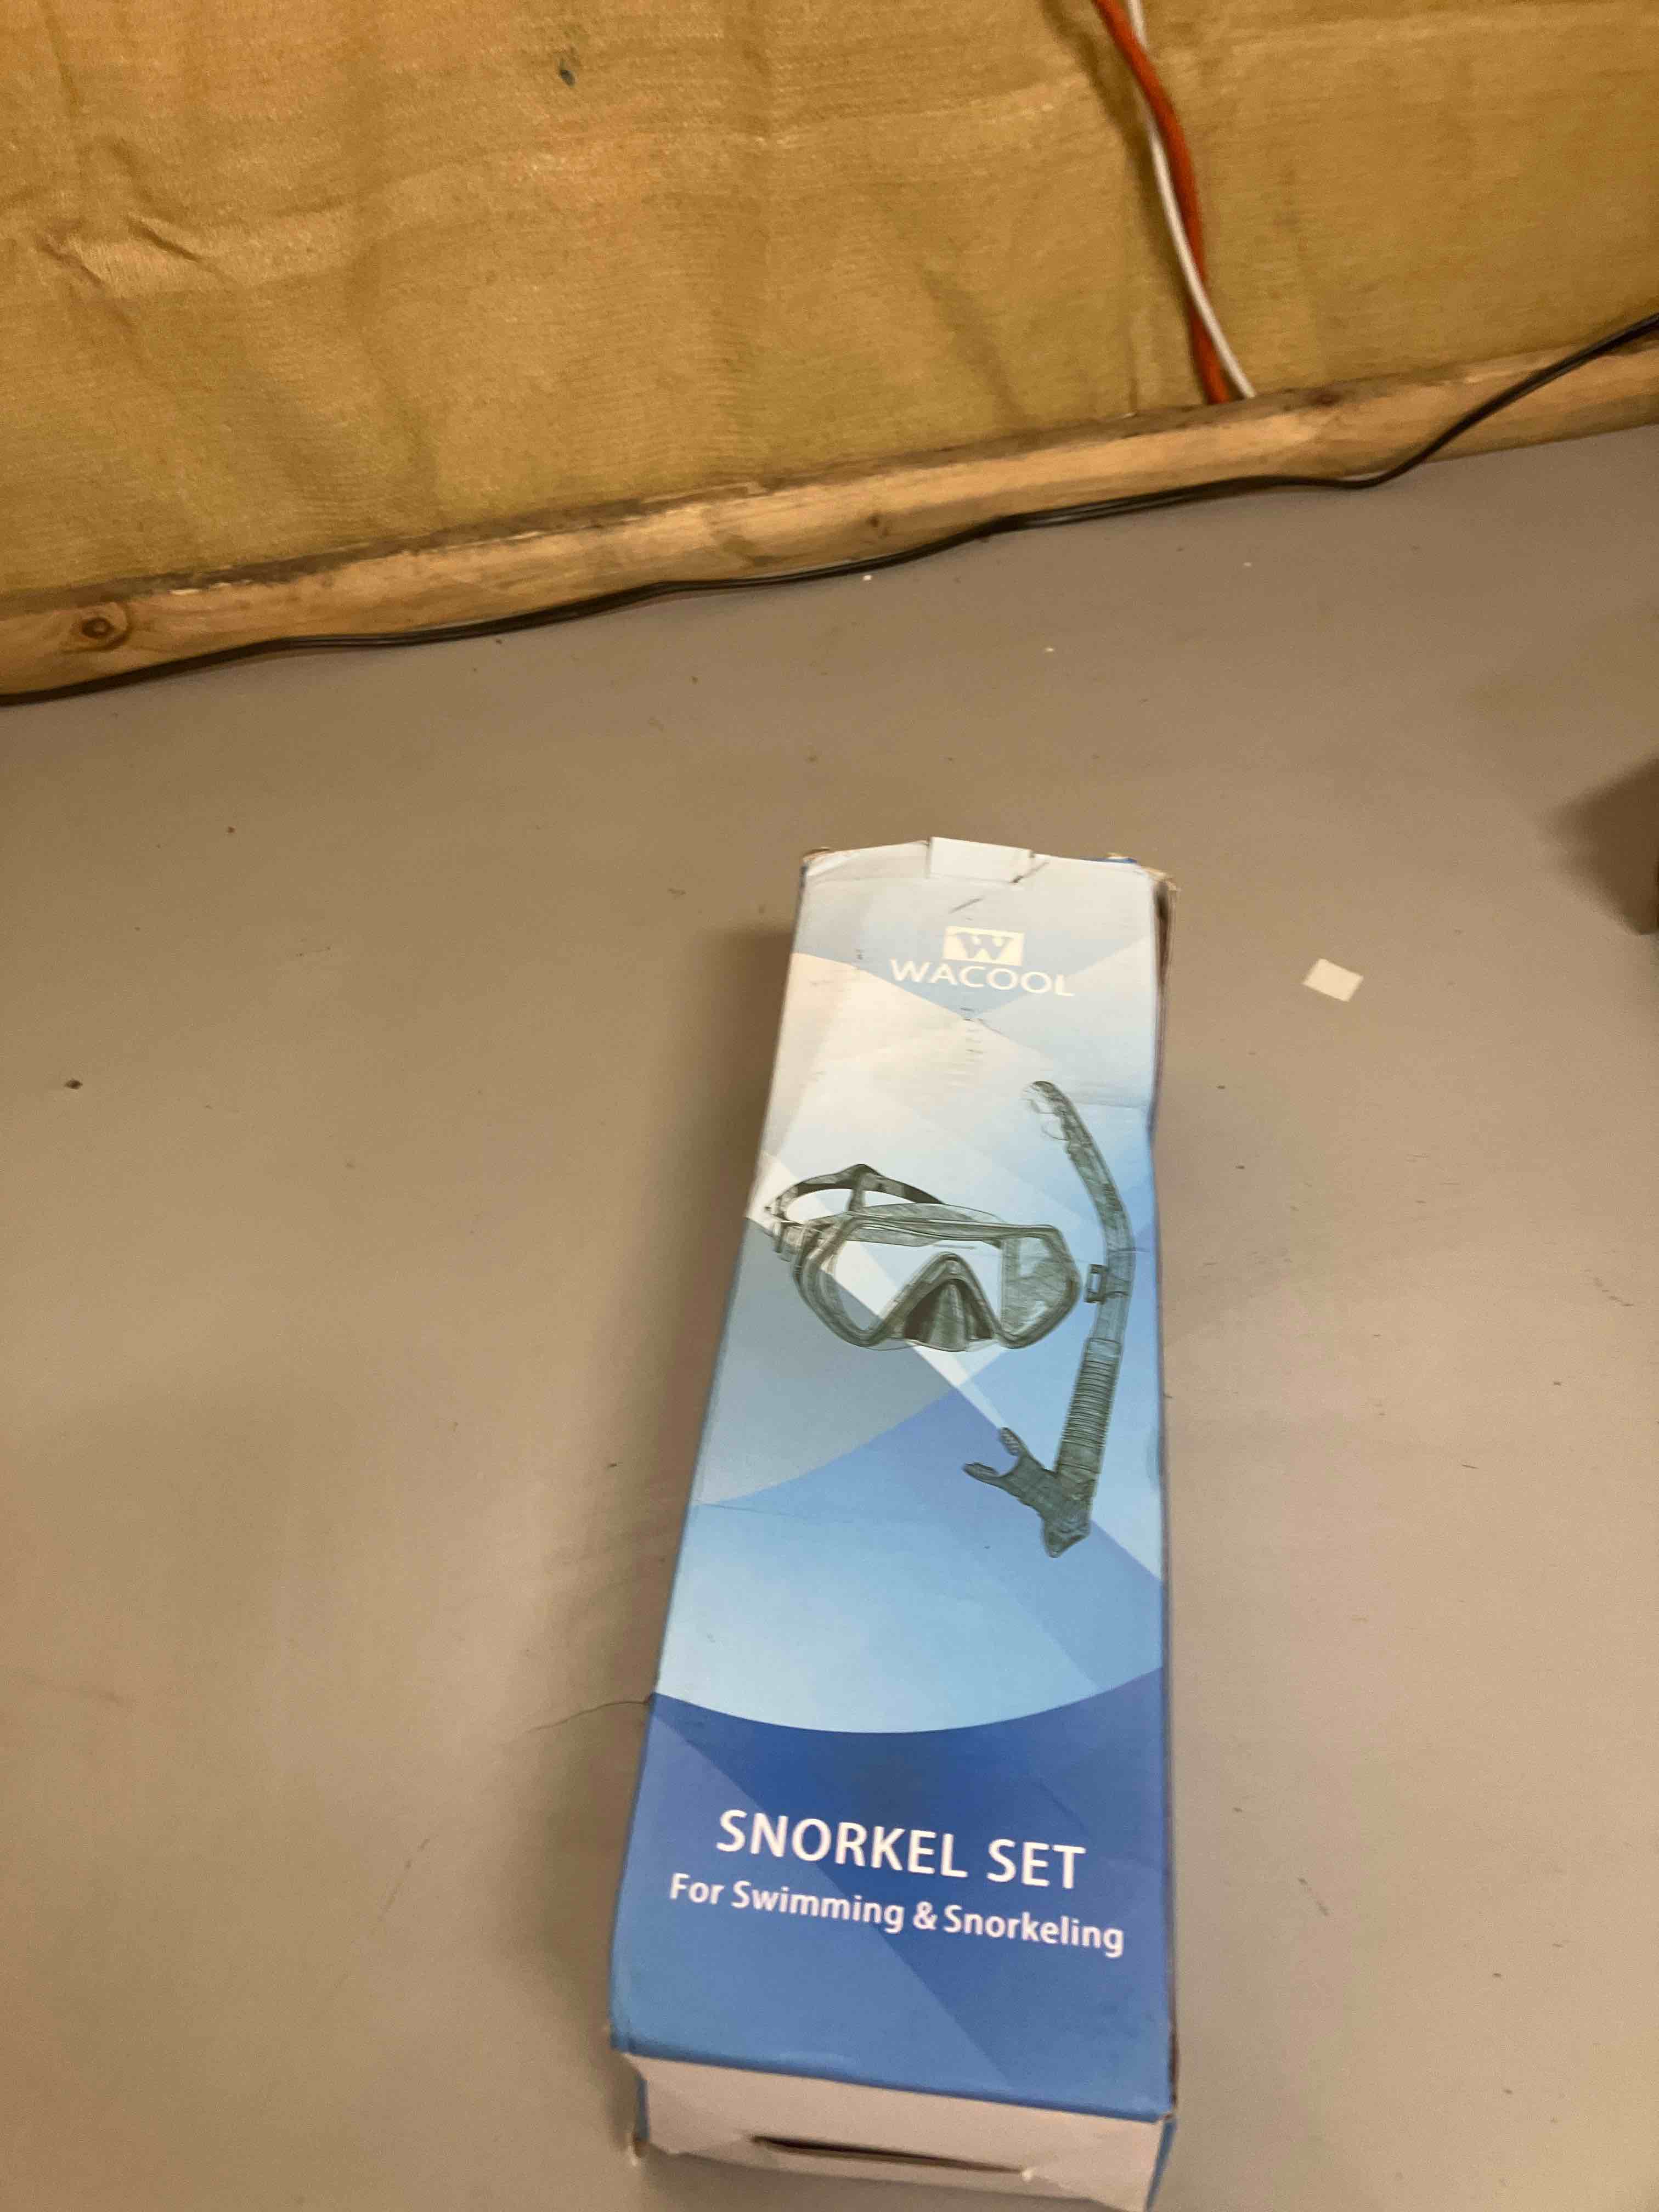 W
WACOOL
SNORKEL SET
For Swimming & Snorkeling